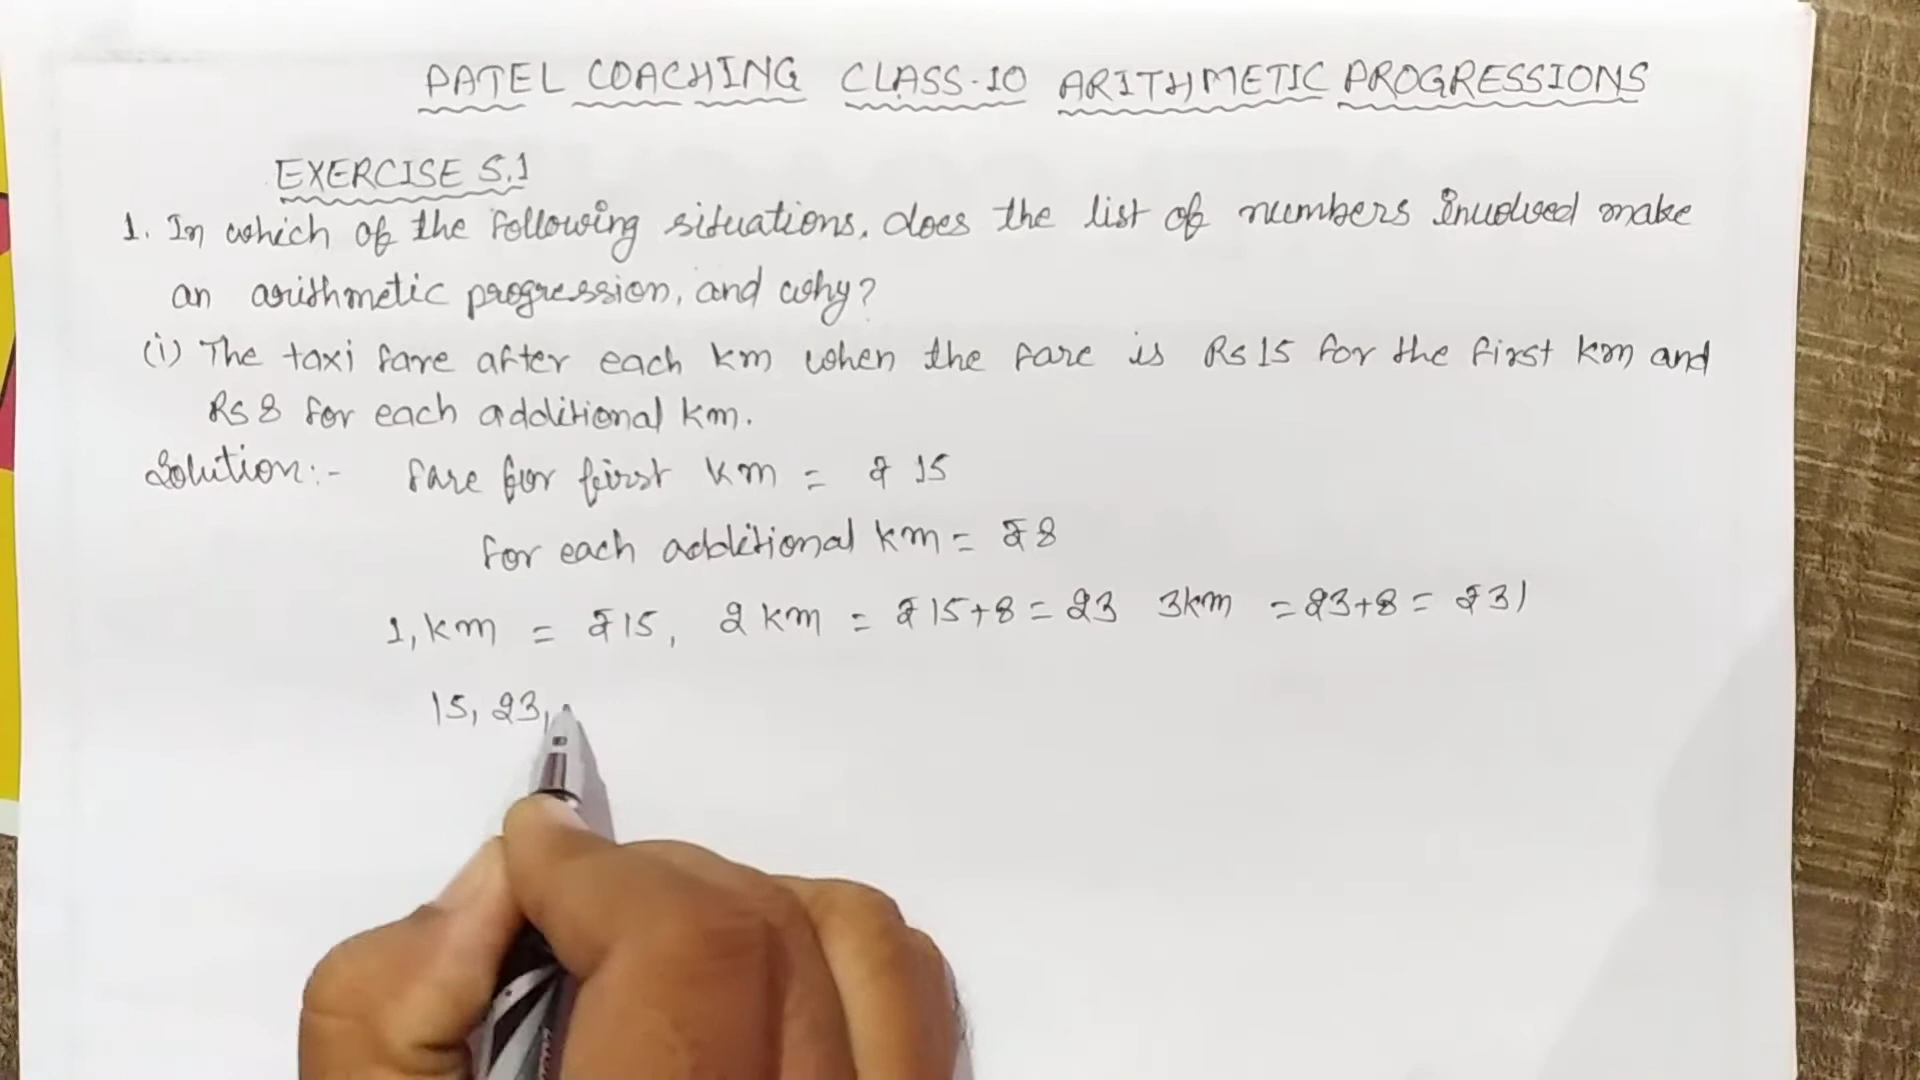 PATEL COACHING CLASS-10 ARITHMETIC PROGRESSIONS
EXERCISE 5.1
1. In which of the following situations, does the list of numbers involved make
an arithmetic progression, and why?
(i) The taxi fare after each km when the fare is Rs 15 for the first km and
Rs 8 for each additional km.
Solution:- fare for first km = ₹ 15
for each additional km = ₹8
1, km = ₹15, 2 km = ₹15+8 = 23 3km = 23+8 = ₹31
15, 23,